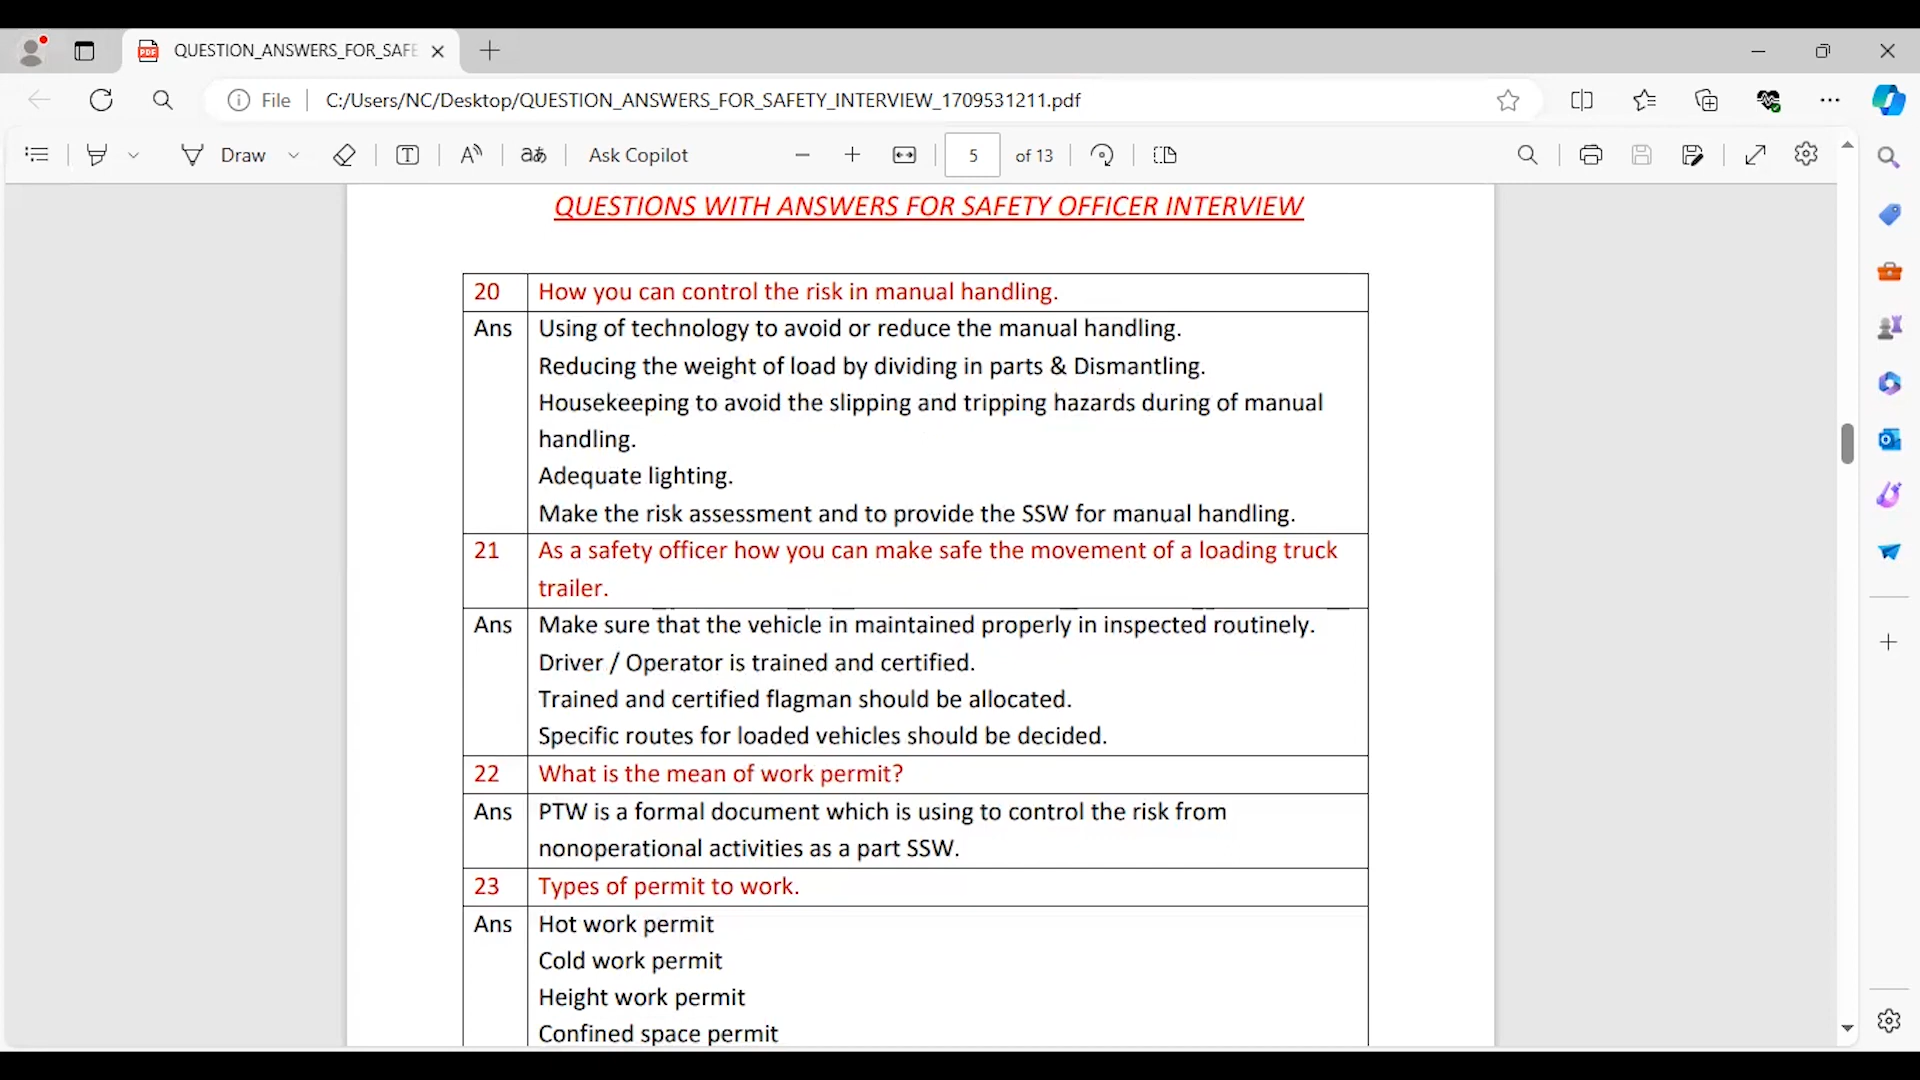 QUESTION_ANSWERS_FOR_SAFE
File
C:/Users/NC/Desktop/QUESTION_ANSWERS_FOR_SAFETY_INTERVIEW_1709531211.pdf
Draw
Ask Copilot
5 of 13
QUESTIONS WITH ANSWERS FOR SAFETY OFFICER INTERVIEW
20 How you can control the risk in manual handling.
Ans Using of technology to avoid or reduce the manual handling.
Reducing the weight of load by dividing in parts & Dismantling.
Housekeeping to avoid the slipping and tripping hazards during of manual
handling.
Adequate lighting.
Make the risk assessment and to provide the SSW for manual handling.
21 As a safety officer how you can make safe the movement of a loading truck
trailer.
Ans Make sure that the vehicle in maintained properly in inspected routinely.
Driver / Operator is trained and certified.
Trained and certified flagman should be allocated.
Specific routes for loaded vehicles should be decided.
22 What is the mean of work permit?
Ans PTW is a formal document which is using to control the risk from
nonoperational activities as a part SSW.
23 Types of permit to work.
Ans Hot work permit
Cold work permit
Height work permit
Confined space permit